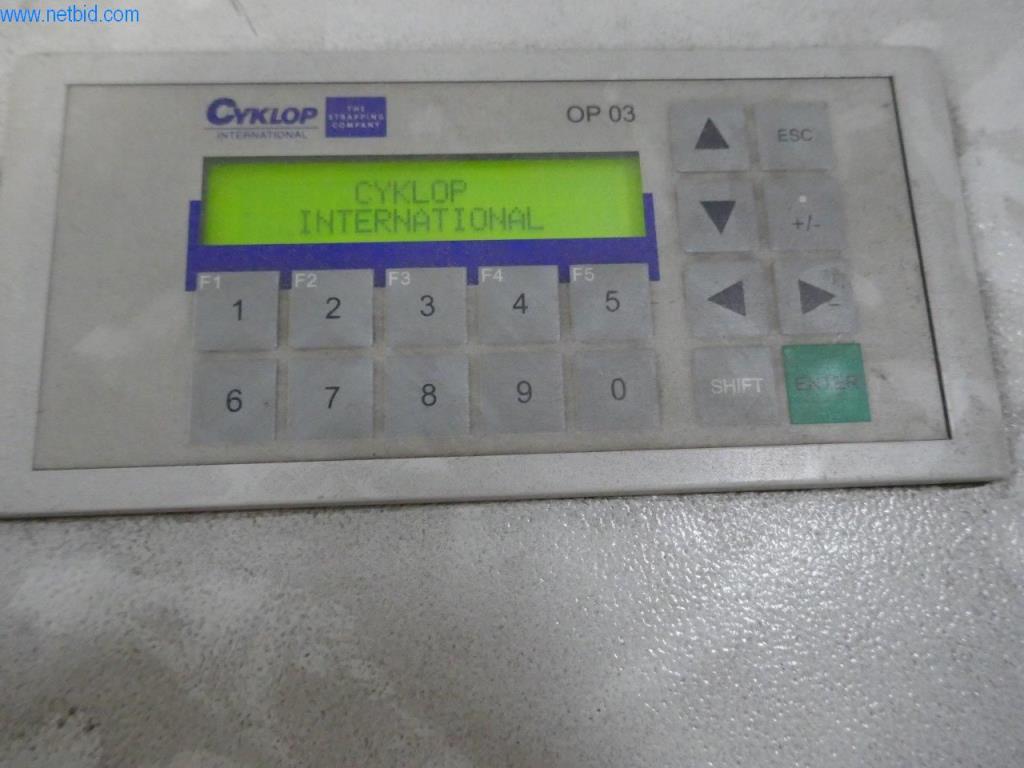 www.netbid.com
CYKLOP
INTERNATIONAL
THE
STRAPPING
COMPANY
OP 03
CYKLOP
INTERNATIONAL
ESC
+/-
F1 F2 F3 F4 F5
1 2 3 4 5
6 7 8 9 0
SHIFT ENTER